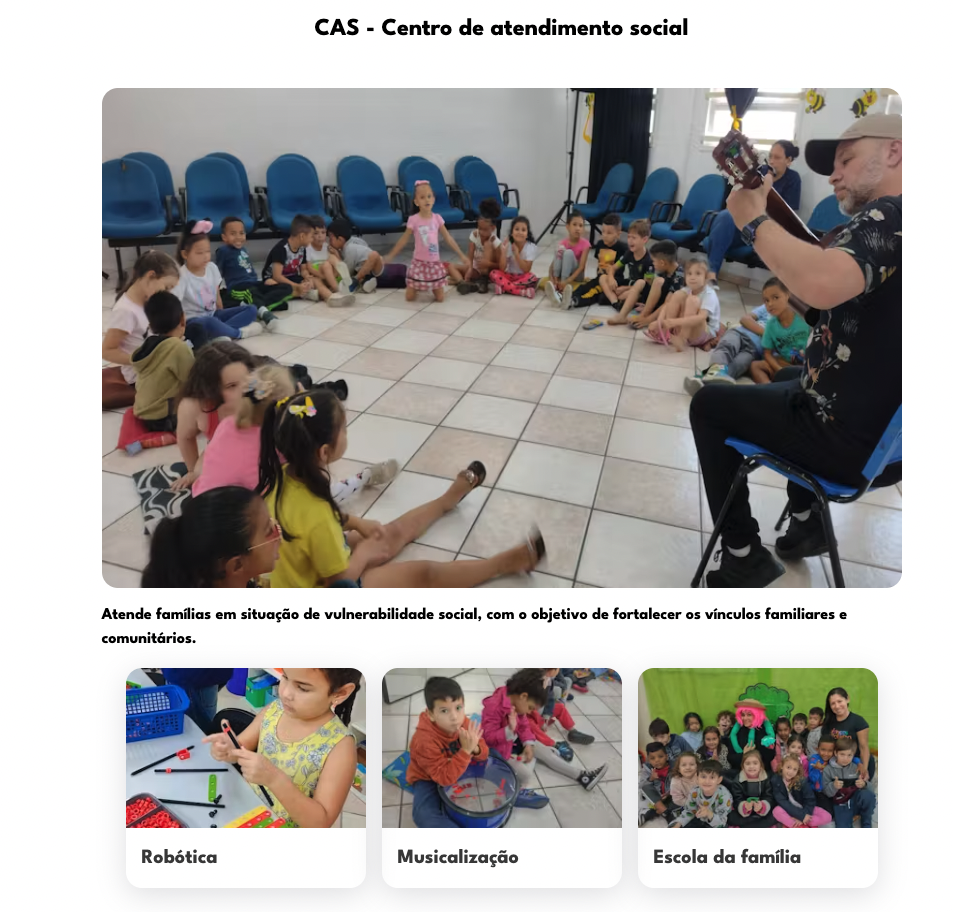 CAS - Centro de atendimento social
Atende famílias em situação de vulnerabilidade social, com o objetivo de fortalecer os vínculos familiares e
comunitários.
Robótica
Musicalização
Escola da família